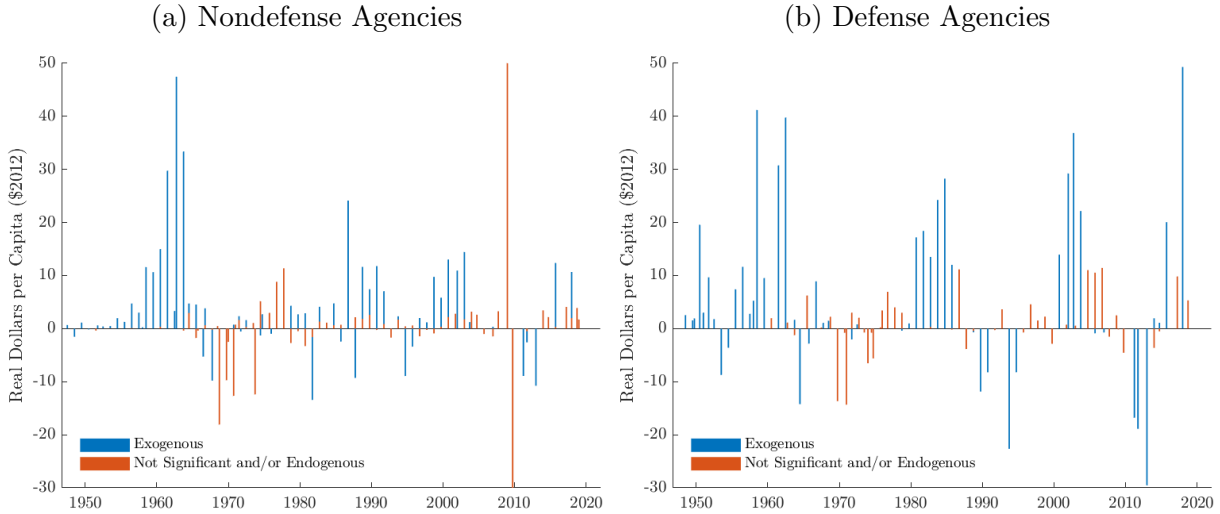 (a) Nondefense Agencies
50
40
30
20
10
0
-10
-20
-30
Real Dollars per Capita ($2012)
Exogenous
Not Significant and/or Endogenous
1950 1960 1970 1980 1990 2000 2010 2020
(b) Defense Agencies
50
40
30
20
10
0
-10
-20
-30
Real Dollars per Capita ($2012)
Exogenous
Not Significant and/or Endogenous
1950 1960 1970 1980 1990 2000 2010 2020